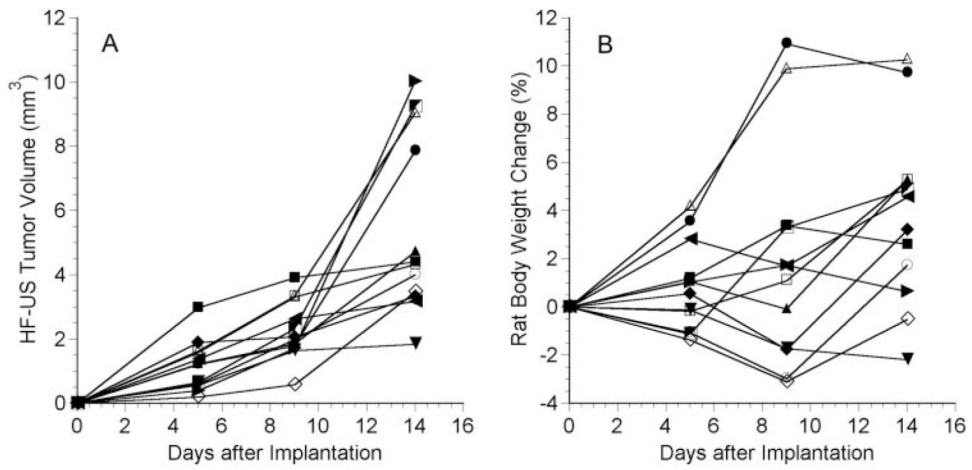 A
HF-US Tumor Volume (mm³)
12
10
8
6
4
2
0
0 2 4 6 8 10 12 14 16
Days after Implantation
B
Rat Body Weight Change (%)
12
10
8
6
4
2
0
-2
-4
0 2 4 6 8 10 12 14 16
Days after Implantation